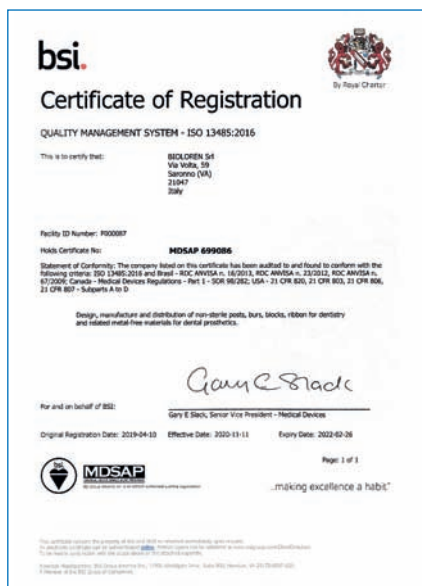 bsi.
By Royal Charter
Certificate of Registration
QUALITY MANAGEMENT SYSTEM - ISO 13485:2016
This is to certify that:
BIOLOREN Srl
Via Volta, 59
Saronno (VA)
21047
Italy
Facility ID Number: F000087
Holds Certificate No:
MDSAP 699086
Statement of Conformity: The company listed on this certificate has been audited to and found to conform with the
following criteria: ISO 13485:2016 and Brasil - RDC ANVISA n. 16/2013, RDC ANVISA n. 23/2012, RDC ANVISA n.
67/2009; Canada - Medical Devices Regulations - Part 1 - SOR 98/282; USA - 21 CFR 820, 21 CFR 803, 21 CFR 806,
21 CFR 807 - Subparts A to D
Design, manufacture and distribution of non-sterile posts, burs, blocks, ribbon for dentistry
and related metal-free materials for dental prosthetics.
Gary E Slack
For and on behalf of BSI:
Gary E Slack, Senior Vice President - Medical Devices
Original Registration Date: 2019-04-10
Effective Date: 2020-11-11
Expiry Date: 2022-02-26
Page: 1 of 1
bsi
MDSAP
...making excellence a habit.™